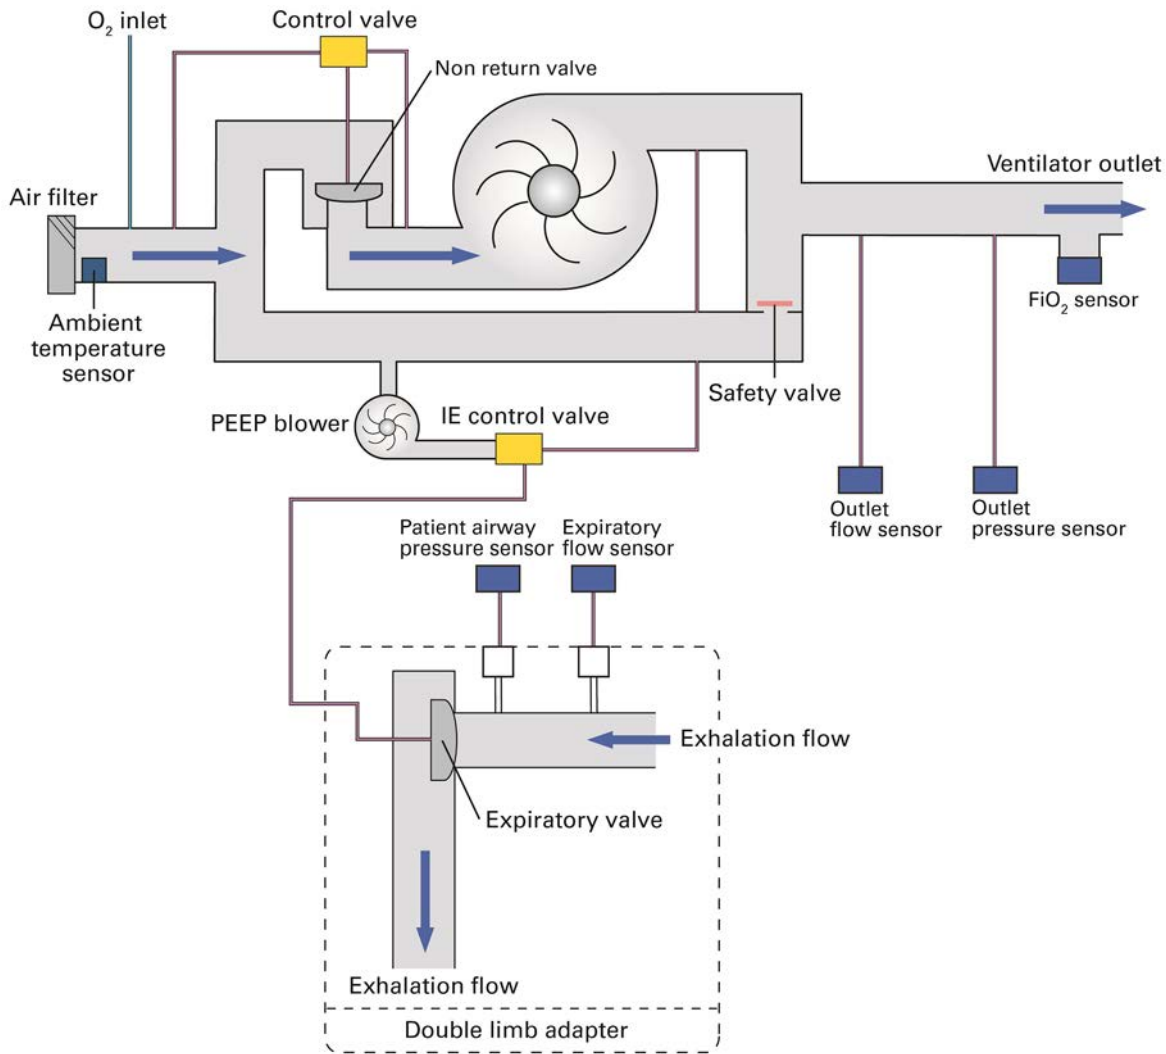 O₂ inlet
Control valve
Non return valve
Air filter
Ventilator outlet
Ambient
temperature
sensor
FiO₂ sensor
Safety valve
PEEP blower
IE control valve
Outlet
flow sensor
Outlet
pressure sensor
Patient airway
pressure sensor
Expiratory
flow sensor
Exhalation flow
Expiratory valve
Exhalation flow
Double limb adapter